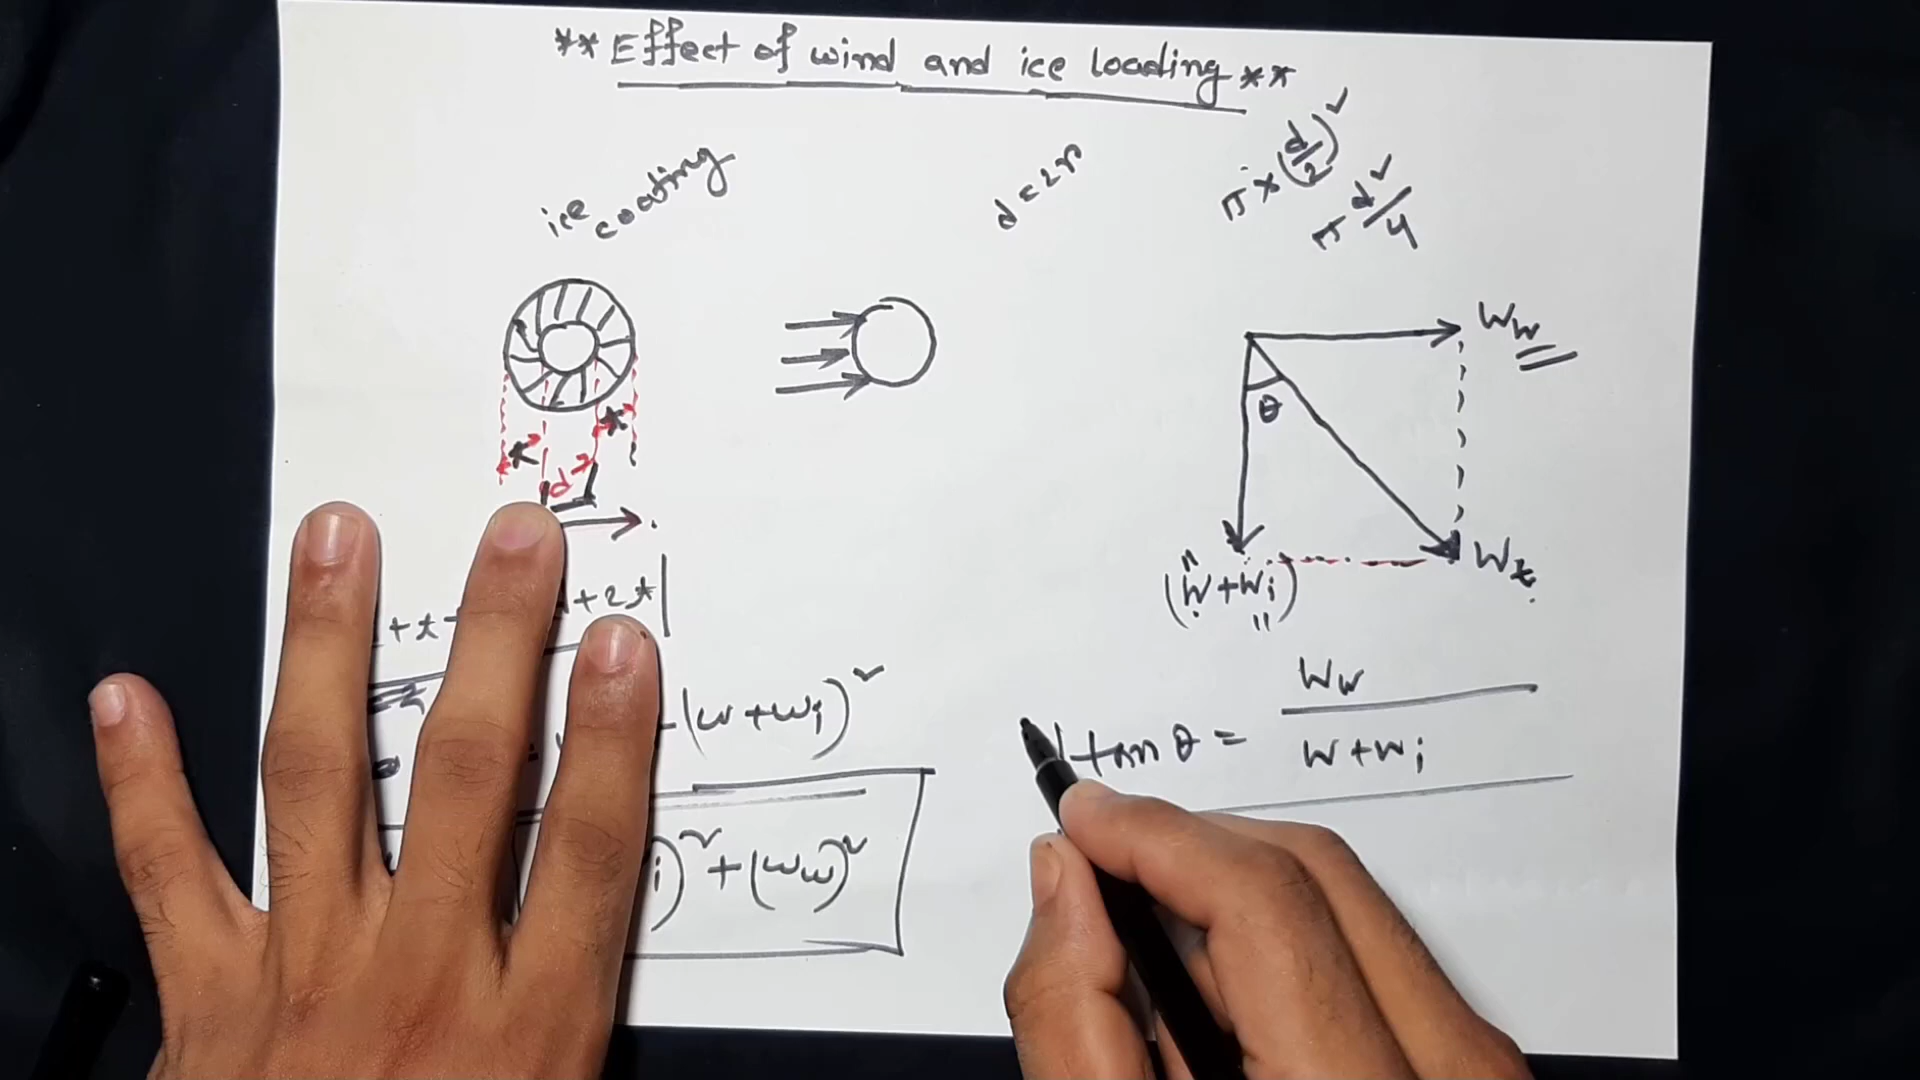 ** Effect of wind and ice loading **
ice
coating
d = 2r
π × (d/2)²
π d²/4
t
t
d
θ
Ww
(w + wi)
Wt
+ t +
+ 2t
= (w + wi)²
i)² + (ww)²
tan θ = Ww / w + wi